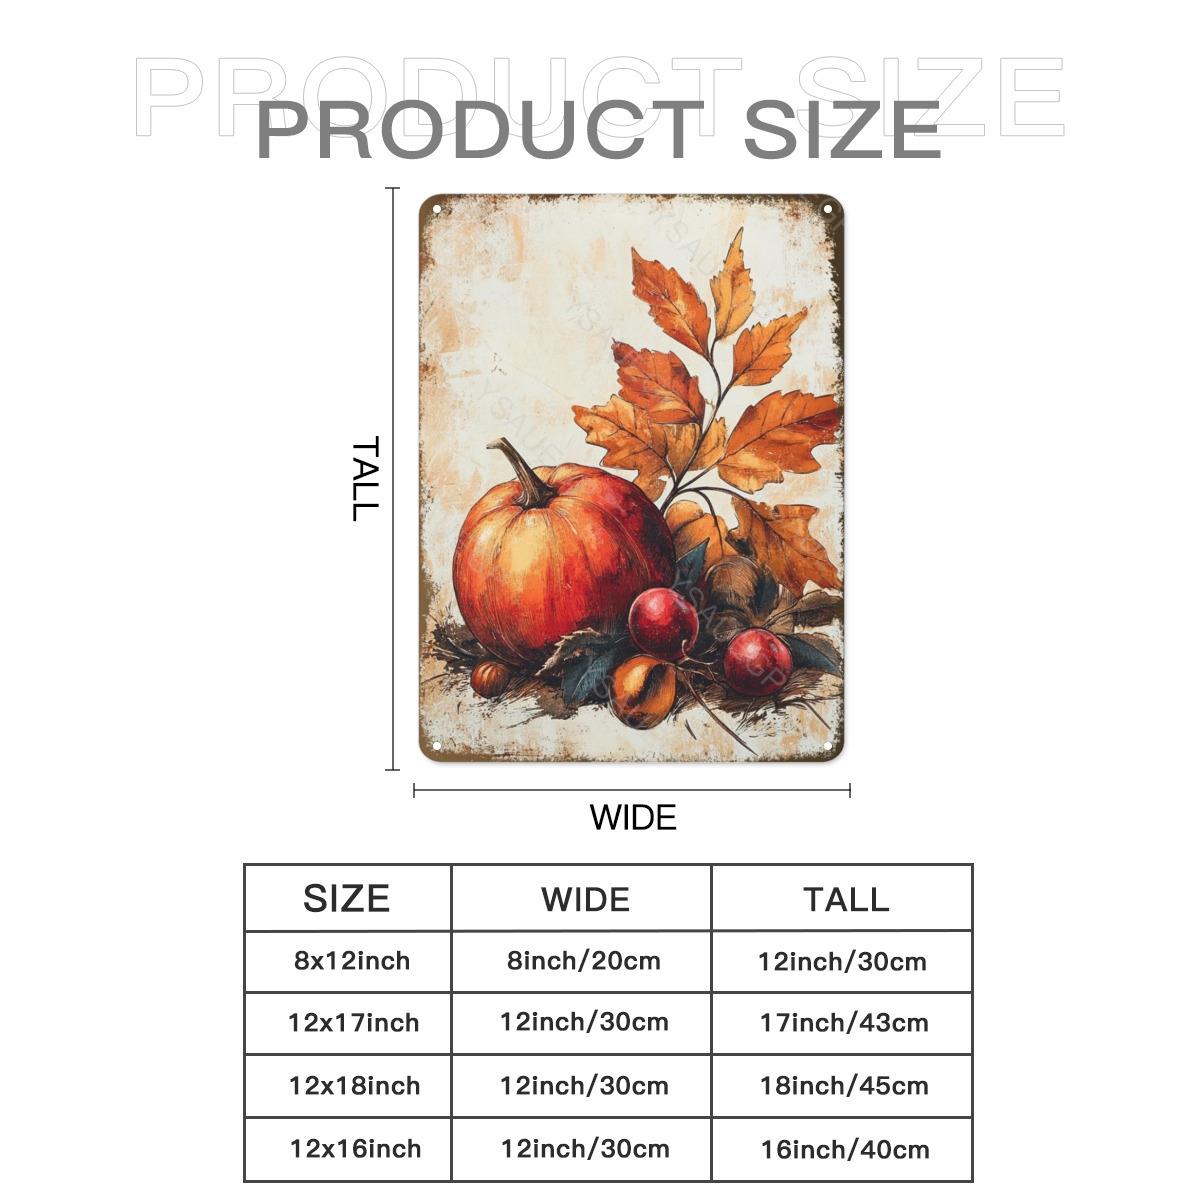 PRODUCT SIZE
PRODUCT SIZE
TALL
WIDE
SIZE WIDE TALL
8x12inch 8inch/20cm 12inch/30cm
12x17inch 12inch/30cm 17inch/43cm
12x18inch 12inch/30cm 18inch/45cm
12x16inch 12inch/30cm 16inch/40cm